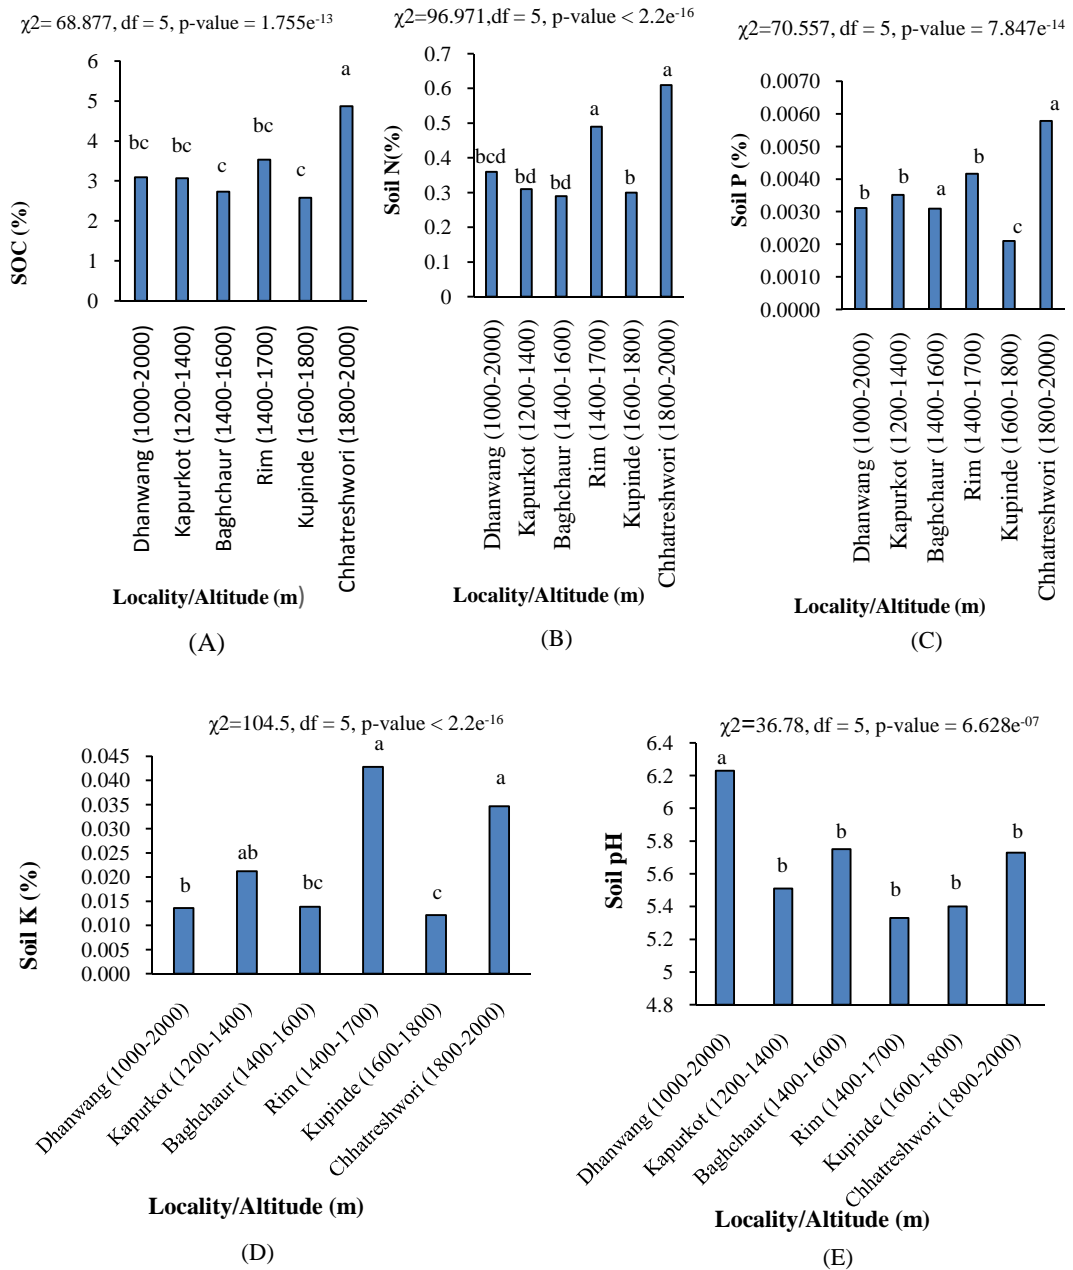 χ2= 68.877, df = 5, p-value = 1.755e-13
SOC (%)
6
5
4
3
2
1
0
bc
bc
c
bc
c
a
Dhanwang (1000-2000)
Kapurkot (1200-1400)
Baghchaur (1400-1600)
Rim (1400-1700)
Kupinde (1600-1800)
Chhatreshwori (1800-2000)
Locality/Altitude (m)
(A)
χ2=96.971,df = 5, p-value < 2.2e-16
Soil N(%)
0.7
0.6
0.5
0.4
0.3
0.2
0.1
0
bcd
bd
bd
a
b
a
Dhanwang (1000-2000)
Kapurkot (1200-1400)
Baghchaur (1400-1600)
Rim (1400-1700)
Kupinde (1600-1800)
Chhatreshwori (1800-2000)
Locality/Altitude (m)
(B)
χ2=70.557, df = 5, p-value = 7.847e-14
Soil P (%)
0.0070
0.0060
0.0050
0.0040
0.0030
0.0020
0.0010
0.0000
b
b
a
b
c
a
Dhanwang (1000-2000)
Kapurkot (1200-1400)
Baghchaur (1400-1600)
Rim (1400-1700)
Kupinde (1600-1800)
Chhatreshwori (1800-2000)
Locality/Altitude (m)
(C)
χ2=104.5, df = 5, p-value < 2.2e-16
Soil K (%)
0.045
0.040
0.035
0.030
0.025
0.020
0.015
0.010
0.005
0.000
b
ab
bc
a
c
a
Dhanwang (1000-2000)
Kapurkot (1200-1400)
Baghchaur (1400-1600)
Rim (1400-1700)
Kupinde (1600-1800)
Chhatreshwori (1800-2000)
Locality/Altitude (m)
(D)
χ2=36.78, df = 5, p-value = 6.628e-07
Soil pH
6.4
6.2
6
5.8
5.6
5.4
5.2
5
4.8
a
b
b
b
b
b
Dhanwang (1000-2000)
Kapurkot (1200-1400)
Baghchaur (1400-1600)
Rim (1400-1700)
Kupinde (1600-1800)
Chhatreshwori (1800-2000)
Locality/Altitude (m)
(E)